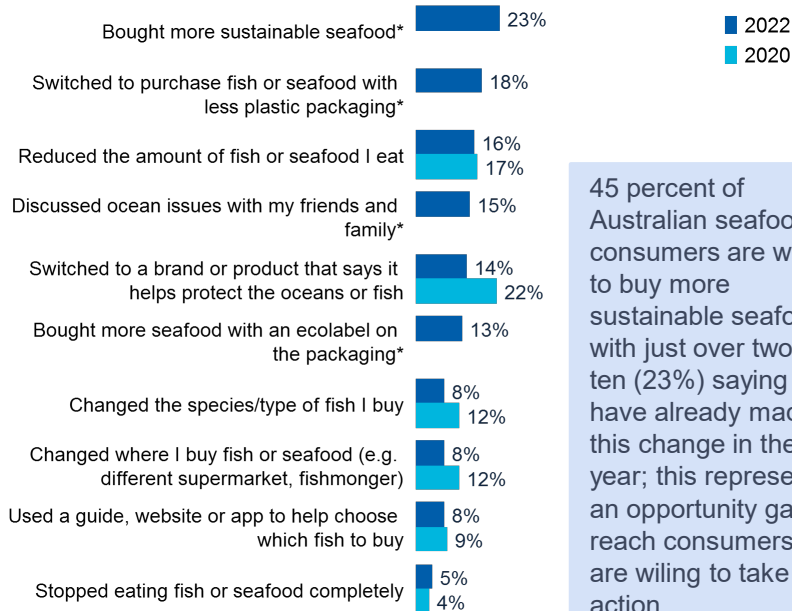 Bought more sustainable seafood*
23%
2022
2020
Switched to purchase fish or seafood with
less plastic packaging*
18%
Reduced the amount of fish or seafood I eat
16%
17%
Discussed ocean issues with my friends and
family*
15%
Switched to a brand or product that says it
helps protect the oceans or fish
14%
22%
Bought more seafood with an ecolabel on
the packaging*
13%
Changed the species/type of fish I buy
8%
12%
Changed where I buy fish or seafood (e.g.
different supermarket, fishmonger)
8%
12%
Used a guide, website or app to help choose
which fish to buy
8%
9%
Stopped eating fish or seafood completely
5%
4%
45 percent of
Australian
consumers are
to buy more
sustainable
with just over two
ten (23%) saying
have already
this change in the
year; this
an opportunity
reach consumers
are wiling to take
action